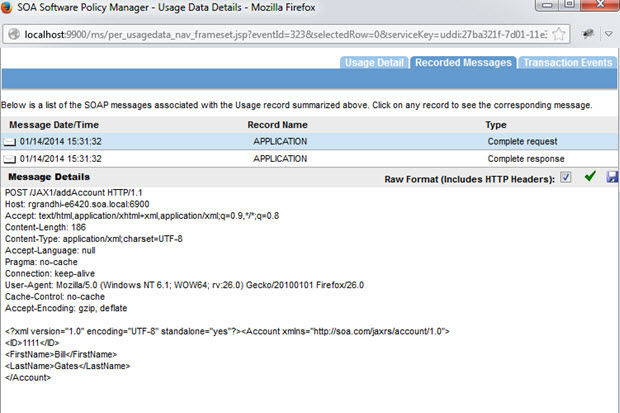 SOA Software Policy Manager - Usage Data Details - Mozilla Firefox
localhost:9900/ms/per_usagedata_nav_frameset.jsp?eventId=323&selectedRow=0&serviceKey=uddi:27ba321f-7d01-11e3
Usage Detail Recorded Messages Transaction Events
Below is a list of the SOAP messages associated with the Usage record summarized above. Click on any record to see the corresponding message.
Message Date/Time Record Name Type
01/14/2014 15:31:32 APPLICATION Complete request
01/14/2014 15:31:32 APPLICATION Complete response
Message Details Raw Format (Includes HTTP Headers):
POST /JAX1/addAccount HTTP/1.1
Host: rgrandhi-e6420.soa.local:6900
Accept: text/html,application/xhtml+xml,application/xml;q=0.9,*/*;q=0.8
Content-Length: 186
Content-Type: application/xml;charset=UTF-8
Accept-Language: null
Pragma: no-cache
Connection: keep-alive
User-Agent: Mozilla/5.0 (Windows NT 6.1; WOW64; rv:26.0) Gecko/20100101 Firefox/26.0
Cache-Control: no-cache
Accept-Encoding: gzip, deflate
<?xml version="1.0" encoding="UTF-8" standalone="yes"?><Account xmlns="http://soa.com/jaxrs/account/1.0">
<ID>1111</ID>
<FirstName>Bill</FirstName>
<LastName>Gates</LastName>
</Account>